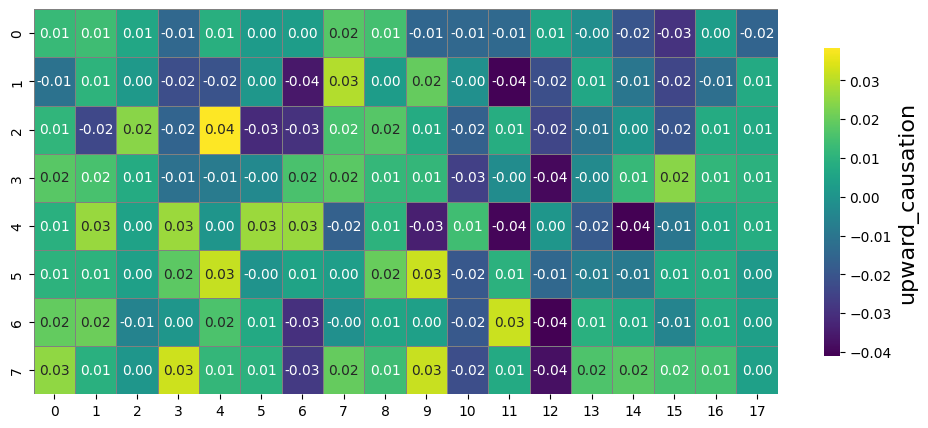 0 0.01 0.01 0.01 -0.01 0.01 0.00 0.00 0.02 0.01 -0.01 -0.01 -0.01 0.01 -0.00 -0.02 -0.03 0.00 -0.02
1 -0.01 0.01 0.00 -0.02 -0.02 0.00 -0.04 0.03 0.00 0.02 -0.00 -0.04 -0.02 0.01 -0.01 -0.02 -0.01 0.01
2 0.01 -0.02 0.02 -0.02 0.04 -0.03 -0.03 0.02 0.02 0.01 -0.02 0.01 -0.02 -0.01 0.00 -0.02 0.01 0.01
3 0.02 0.02 0.01 -0.01 -0.01 -0.00 0.02 0.02 0.01 0.01 -0.03 -0.00 -0.04 -0.00 0.01 0.02 0.01 0.01
4 0.01 0.03 0.00 0.03 0.00 0.03 0.03 -0.02 0.01 -0.03 0.01 -0.04 0.00 -0.02 -0.04 -0.01 0.01 0.01
5 0.01 0.01 0.00 0.02 0.03 -0.00 0.01 0.00 0.02 0.03 -0.02 0.01 -0.01 -0.01 -0.01 0.01 0.01 0.00
6 0.02 0.02 -0.01 0.00 0.02 0.01 -0.03 -0.00 0.01 0.00 -0.02 0.03 -0.04 0.01 0.01 -0.01 0.01 0.00
7 0.03 0.01 0.00 0.03 0.01 0.01 -0.03 0.02 0.01 0.03 -0.02 0.01 -0.04 0.02 0.02 0.02 0.01 0.00
0 1 2 3 4 5 6 7 8 9 10 11 12 13 14 15 16 17
0.03
0.02
0.01
0.00
−0.01
−0.02
−0.03
−0.04
upward_causation